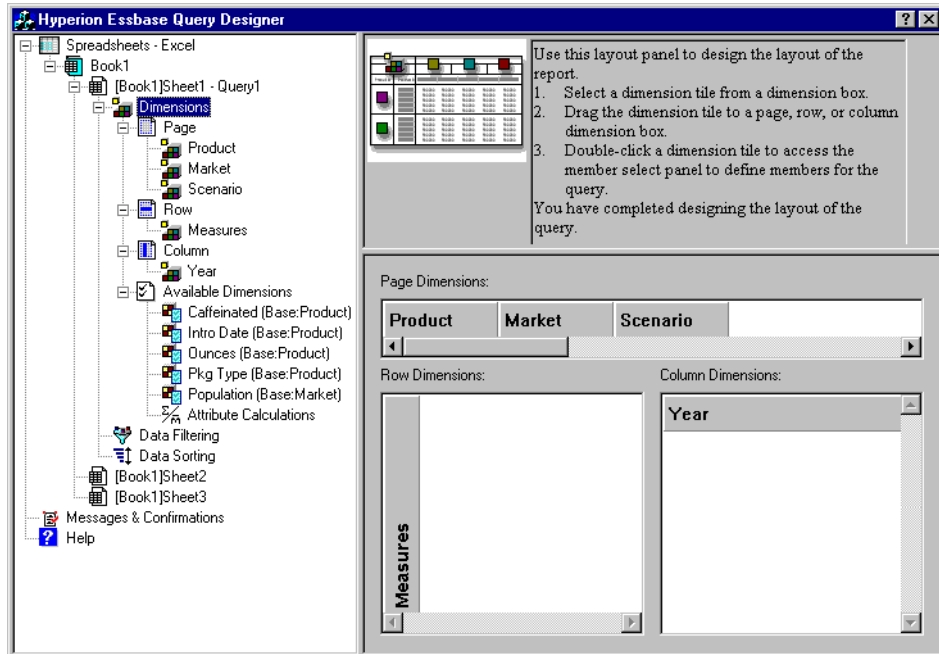 Hyperion Essbase Query Designer
Spreadsheets - Excel
Book1
[Book1]Sheet1 - Query1
Dimensions
Page
Product
Market
Scenario
Row
Measures
Column
Year
Available Dimensions
Caffeinated (Base:Product)
Intro Date (Base:Product)
Ounces (Base:Product)
Pkg Type (Base:Product)
Population (Base:Market)
Attribute Calculations
Data Filtering
Data Sorting
[Book1]Sheet2
[Book1]Sheet3
Messages & Confirmations
Help
Use this layout panel to design the layout of the
report.
1. Select a dimension tile from a dimension box.
2. Drag the dimension tile to a page, row, or column
dimension box.
3. Double-click a dimension tile to access the
member select panel to define members for the
query.
You have completed designing the layout of the
query.
Page Dimensions:
Product Market Scenario
Row Dimensions:
Measures
Column Dimensions:
Year